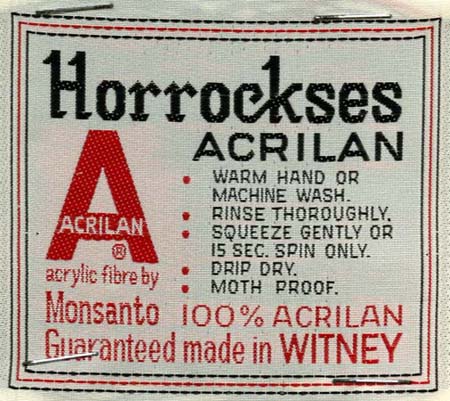 Horrockses
ACRILAN
WARM HAND OR
MACHINE WASH.
RINSE THOROUGHLY.
SQUEEZE GENTLY OR
15 SEC. SPIN ONLY.
DRIP DRY.
MOTH PROOF.
A
ACRILAN
®
acrylic fibre by
Monsanto 100% ACRILAN
Guaranteed made in WITNEY